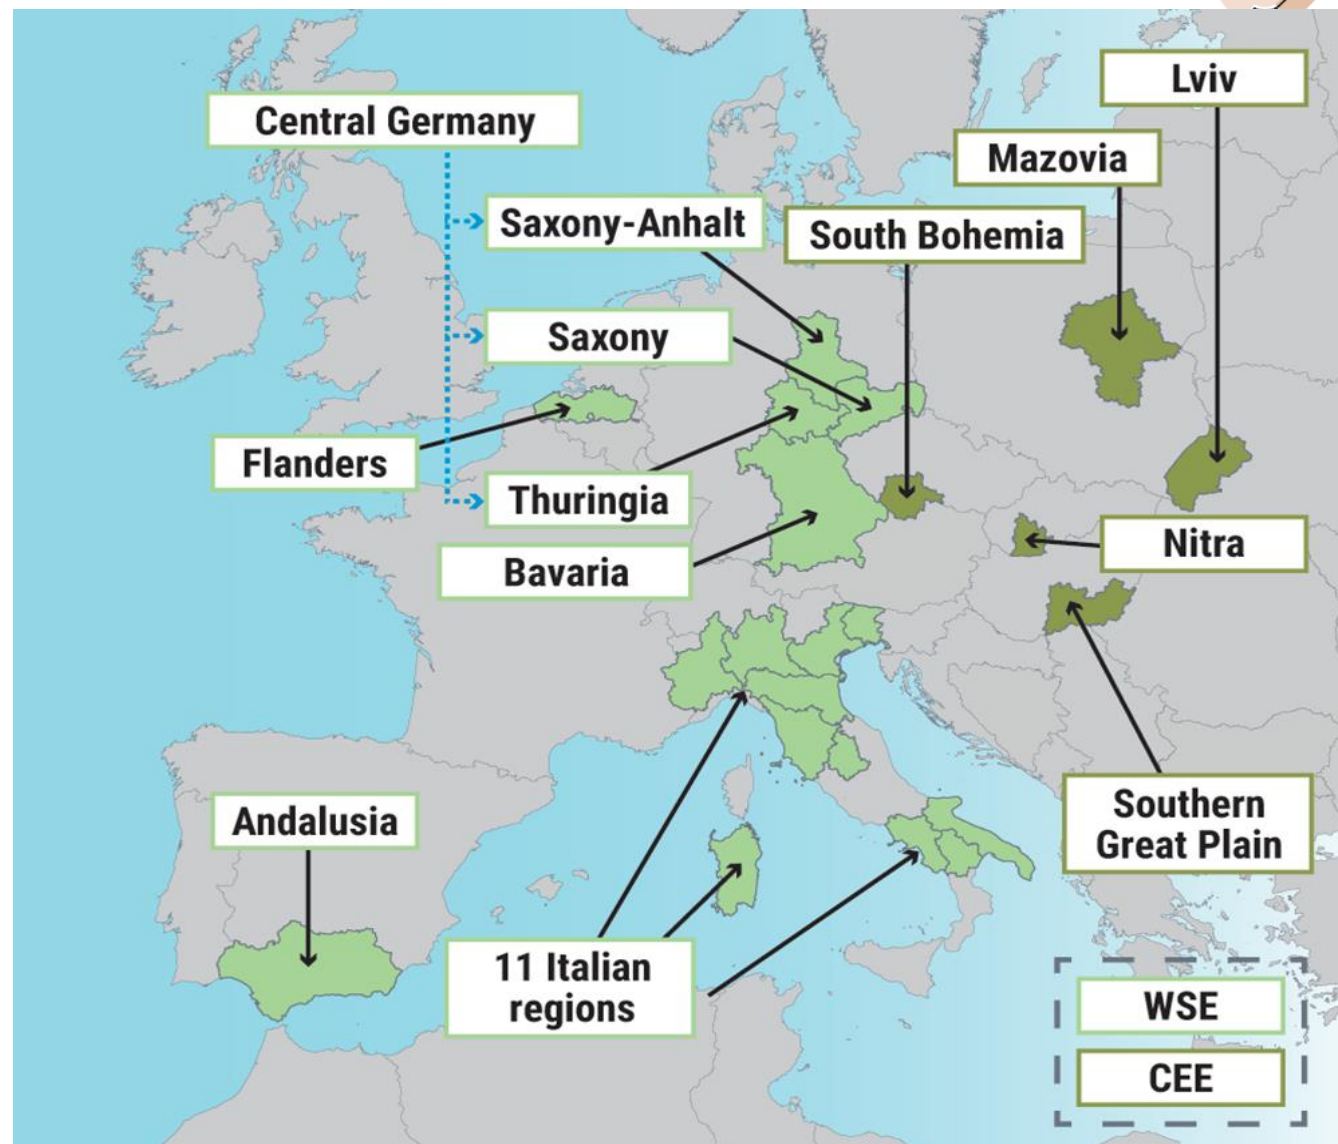 Lviv
Central Germany
Mazovia
Saxony-Anhalt
South Bohemia
Saxony
Flanders
Thuringia
Nitra
Bavaria
Andalusia
Southern
Great Plain
11 Italian
regions
WSE
CEE